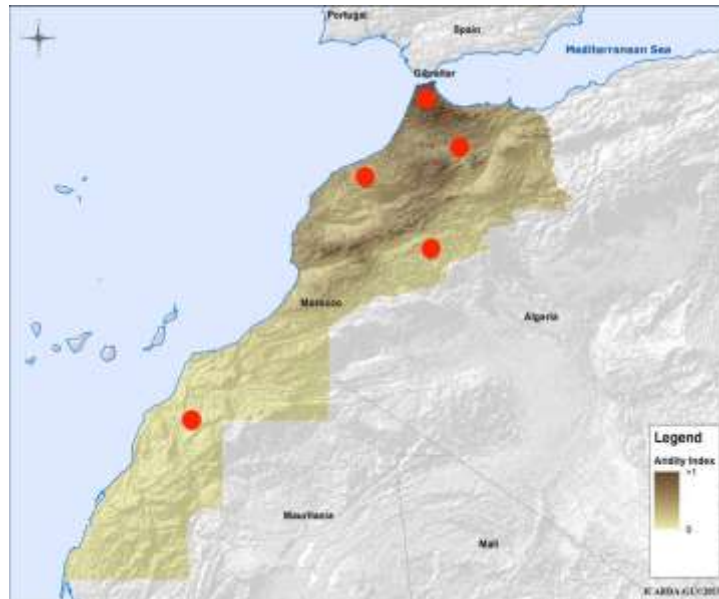 Portugal
Spain
Mediterranean Sea
Gibraltar
Morocco
Algeria
Legend
Aridity Index
>1
0
Mauritania
Mali